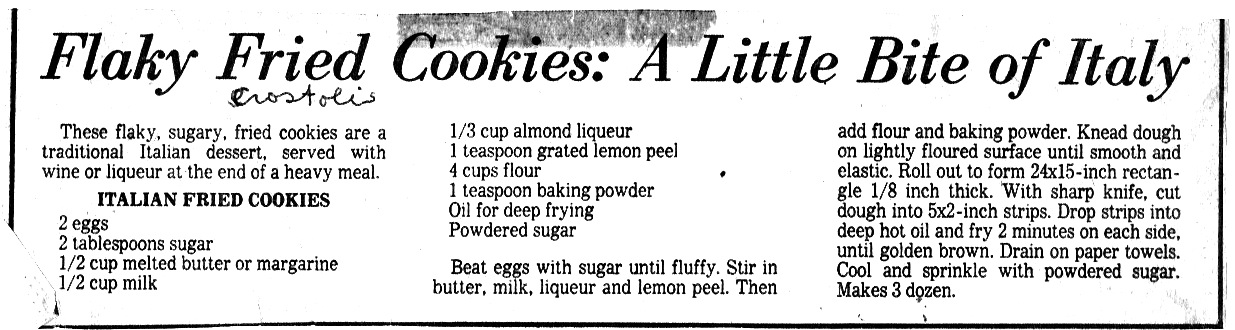 Flaky Fried Cookies: A Little Bite of Italy
crostolis
These flaky, sugary, fried cookies are a
traditional Italian dessert, served with
wine or liqueur at the end of a heavy meal.
ITALIAN FRIED COOKIES
2 eggs
2 tablespoons sugar
1/2 cup melted butter or margarine
1/2 cup milk
1/3 cup almond liqueur
1 teaspoon grated lemon peel
4 cups flour
1 teaspoon baking powder
Oil for deep frying
Powdered sugar
Beat eggs with sugar until fluffy. Stir in
butter, milk, liqueur and lemon peel. Then
add flour and baking powder. Knead dough
on lightly floured surface until smooth and
elastic. Roll out to form 24x15-inch rectan-
gle 1/8 inch thick. With sharp knife, cut
dough into 5x2-inch strips. Drop strips into
deep hot oil and fry 2 minutes on each side,
until golden brown. Drain on paper towels.
Cool and sprinkle with powdered sugar.
Makes 3 dozen.